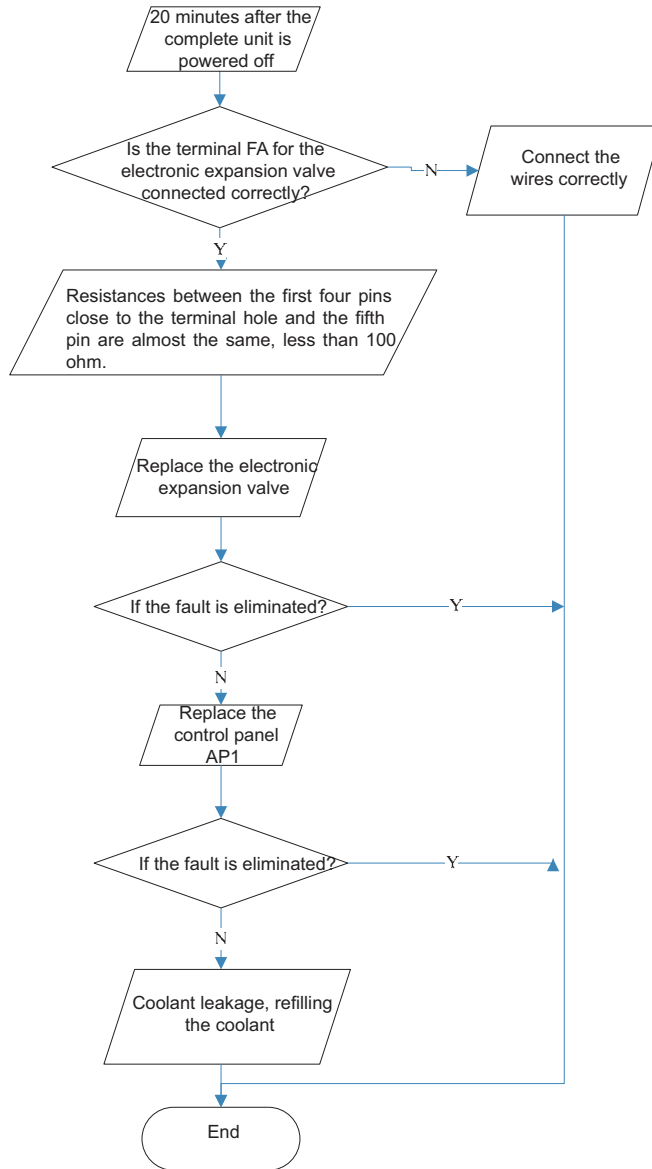 20 minutes after the
complete unit is
powered off
Is the terminal FA for the
electronic expansion valve
connected correctly?
N
Connect the
wires correctly
Y
Resistances between the first four pins
close to the terminal hole and the fifth
pin are almost the same, less than 100
ohm.
Replace the electronic
expansion valve
If the fault is eliminated?
Y
N
Replace the
control panel
AP1
If the fault is eliminated?
Y
N
Coolant leakage, refilling
the coolant
End